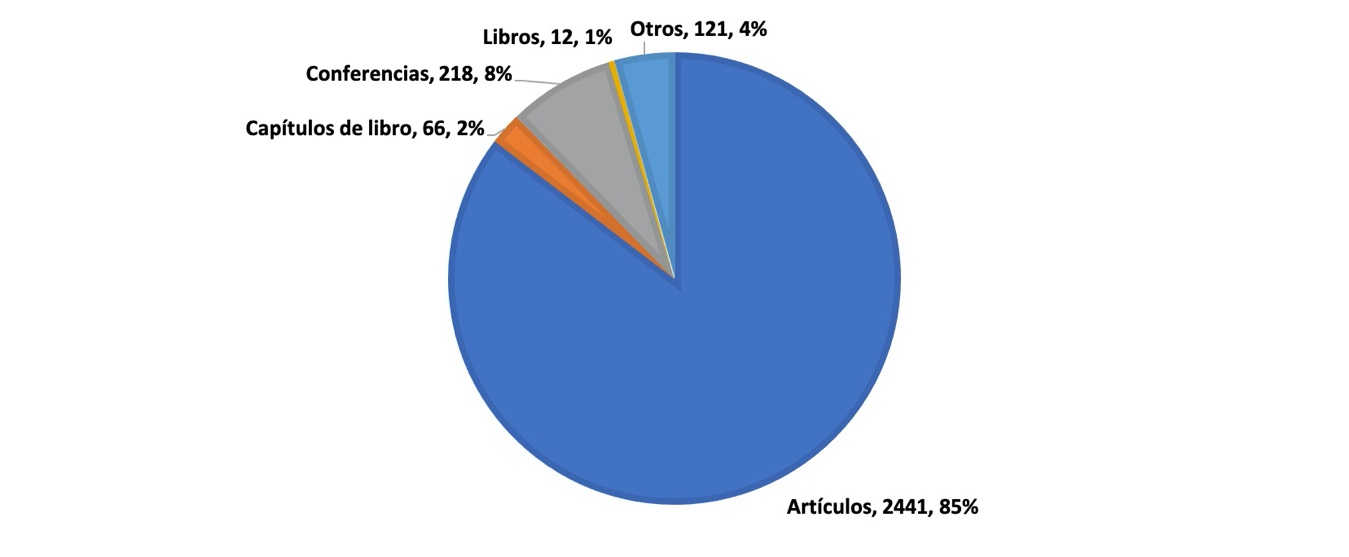 Libros, 12, 1%
Otros, 121, 4%
Conferencias, 218, 8%
Capítulos de libro, 66, 2%
Artículos, 2441, 85%